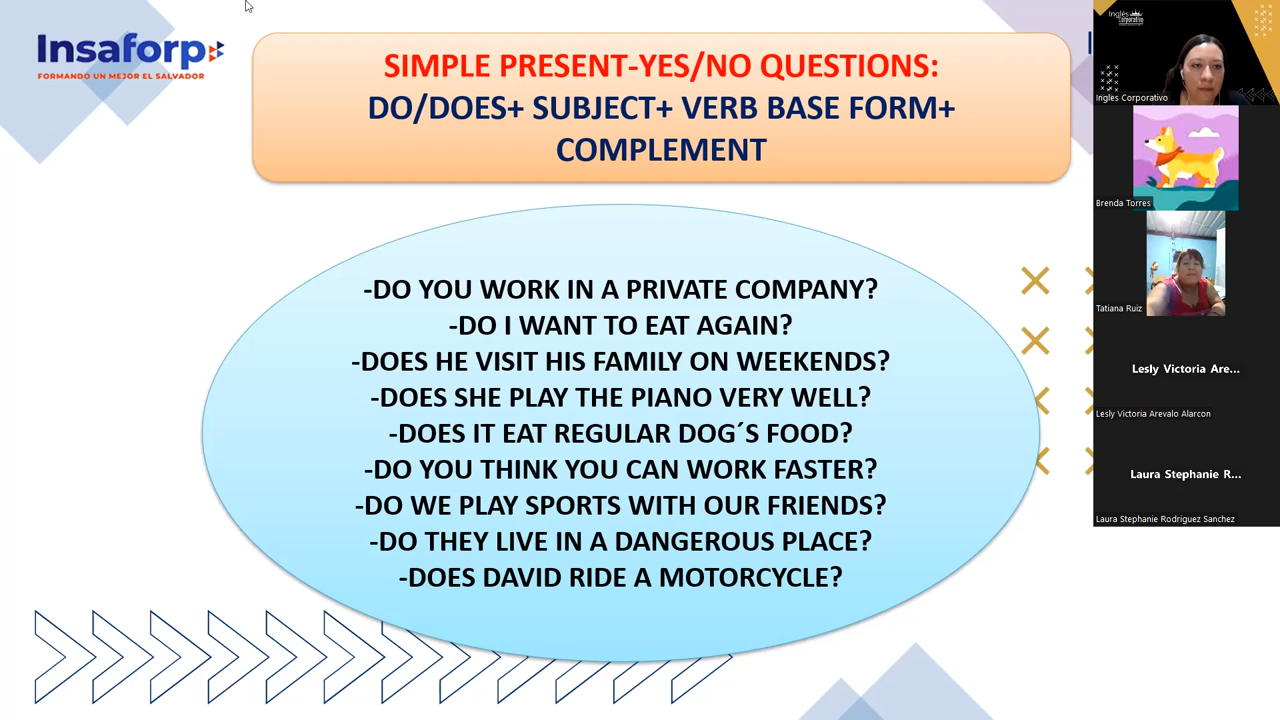 Insaforp
FORMANDO UN MEJOR EL SALVADOR
SIMPLE PRESENT-YES/NO QUESTIONS:
DO/DOES+ SUBJECT+ VERB BASE FORM+
COMPLEMENT
-DO YOU WORK IN A PRIVATE COMPANY?
-DO I WANT TO EAT AGAIN?
-DOES HE VISIT HIS FAMILY ON WEEKENDS?
-DOES SHE PLAY THE PIANO VERY WELL?
-DOES IT EAT REGULAR DOG´S FOOD?
-DO YOU THINK YOU CAN WORK FASTER?
-DO WE PLAY SPORTS WITH OUR FRIENDS?
-DO THEY LIVE IN A DANGEROUS PLACE?
-DOES DAVID RIDE A MOTORCYCLE?
Inglés
Corporativo
Ingles Corporativo
Brenda Torres
Tatiana Ruiz
Lesly Victoria Are...
Lesly Victoria Arevalo Alarcon
Laura Stephanie R...
Laura Stephanie Rodriguez Sanchez